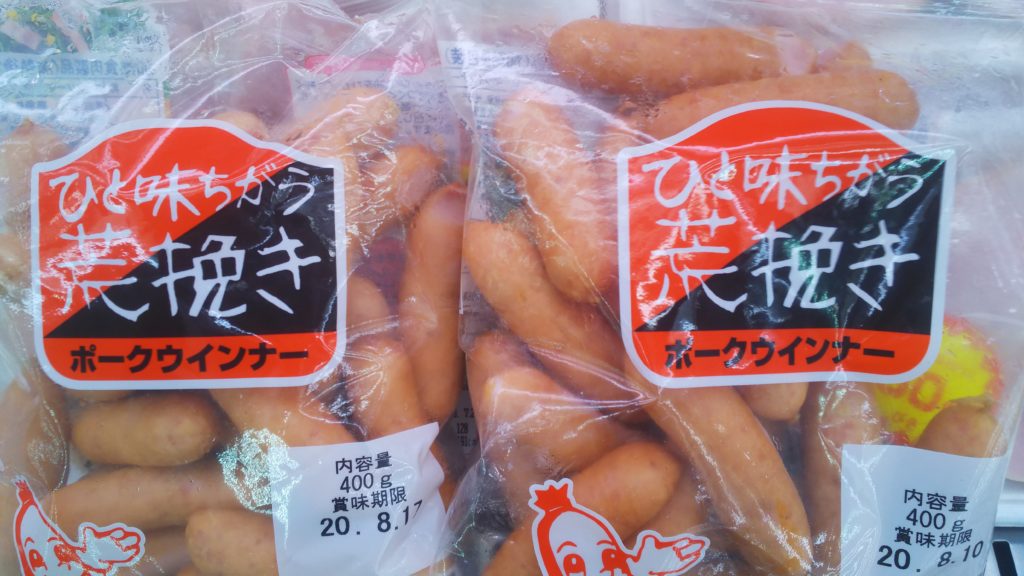 ひと味ちがう
荒挽き
ポークウインナー
内容量
400g
賞味期限
20. 8.17
ひと味ちがう
荒挽き
ポークウインナー
内容量
400g
賞味期限
20. 8.10